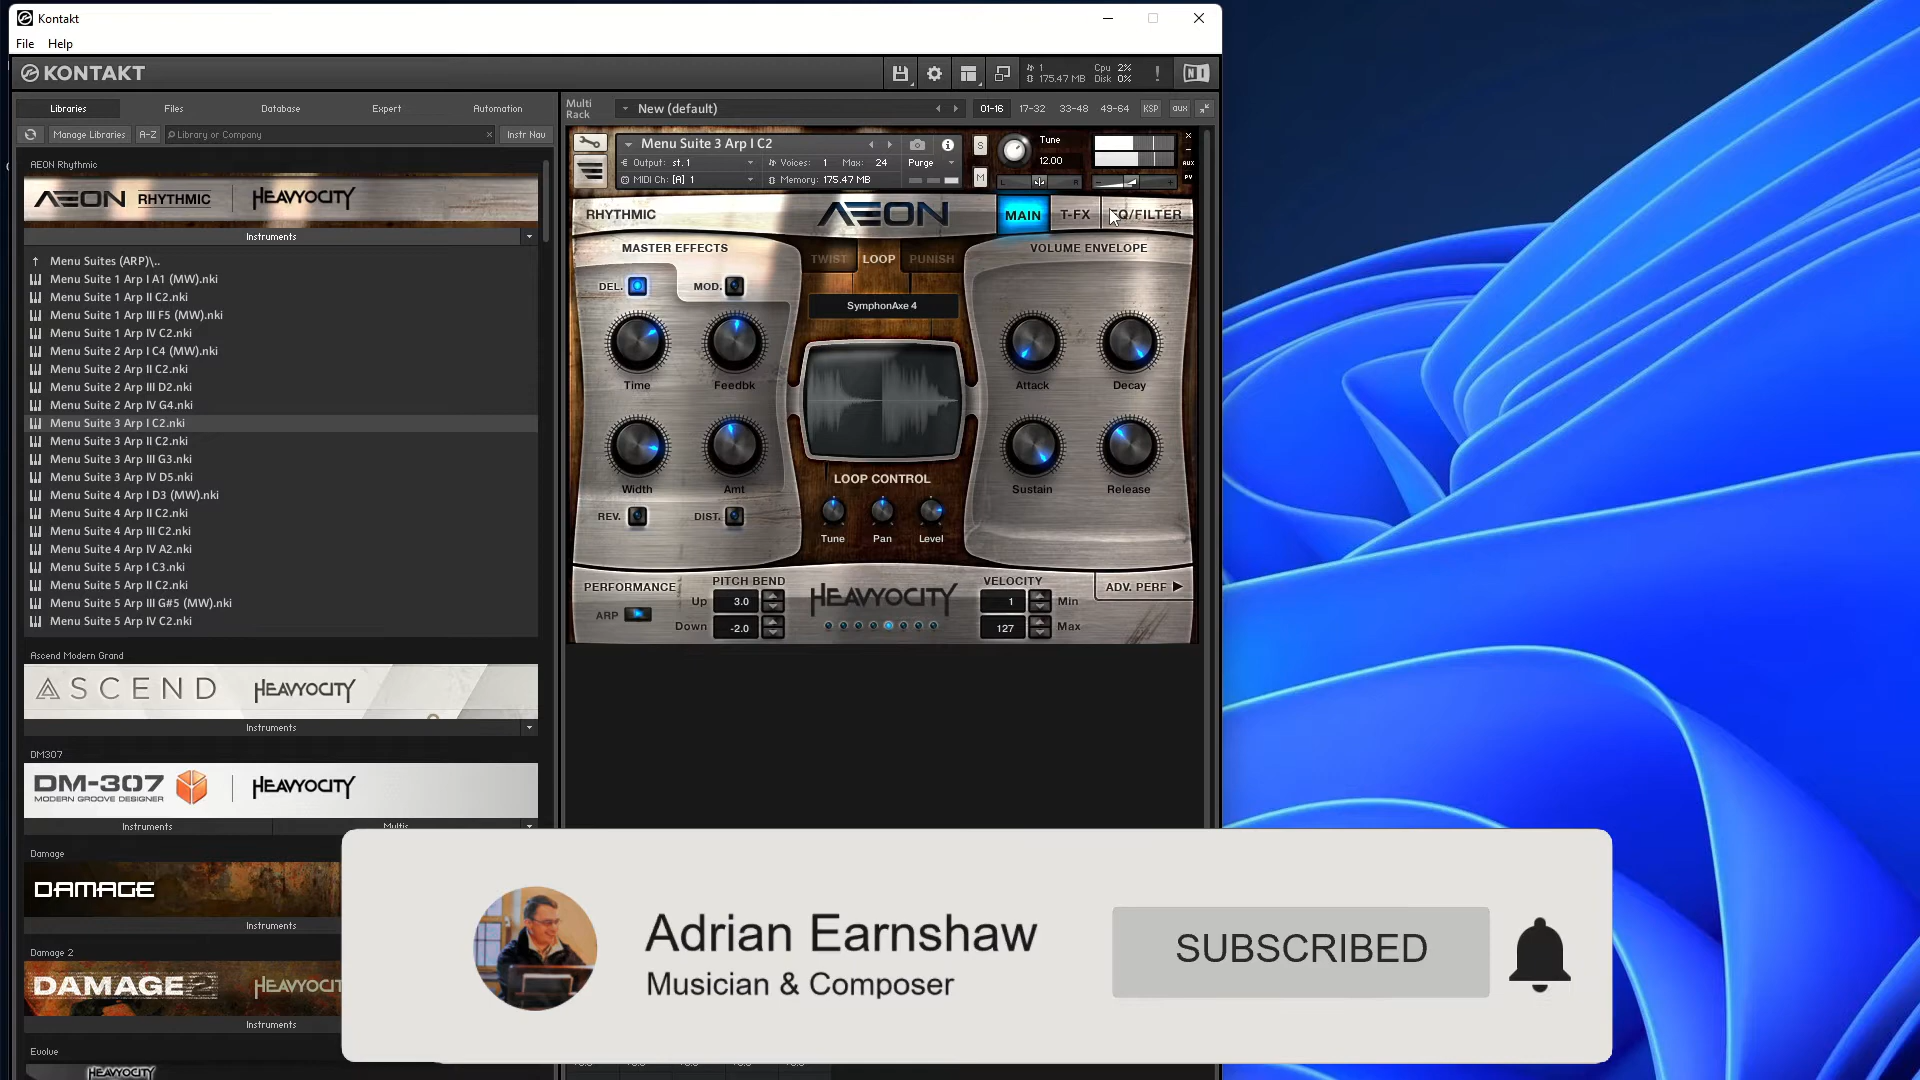 Kontakt
File Help
KONTAKT
1
175.47 MB
Cpu 2%
Disk 0%
!
NI
Libraries Files Database Expert Automation
Manage Libraries A-Z Library or Company Instr Nav
AEON Rhythmic
AEON RHYTHMIC HEAVYOCITY
Instruments
Menu Suites (ARP)\..
Menu Suite 1 Arp I A1 (MW).nki
Menu Suite 1 Arp II C2.nki
Menu Suite 1 Arp III F5 (MW).nki
Menu Suite 1 Arp IV C2.nki
Menu Suite 2 Arp I C4 (MW).nki
Menu Suite 2 Arp II C2.nki
Menu Suite 2 Arp III D2.nki
Menu Suite 2 Arp IV G4.nki
Menu Suite 3 Arp I C2.nki
Menu Suite 3 Arp II C2.nki
Menu Suite 3 Arp III G3.nki
Menu Suite 3 Arp IV D5.nki
Menu Suite 4 Arp I D3 (MW).nki
Menu Suite 4 Arp II C2.nki
Menu Suite 4 Arp III C2.nki
Menu Suite 4 Arp IV A2.nki
Menu Suite 5 Arp I C3.nki
Menu Suite 5 Arp II C2.nki
Menu Suite 5 Arp III G#5 (MW).nki
Menu Suite 5 Arp IV C2.nki
Ascend Modern Grand
ASCEND HEAVYOCITY
Instruments
DM307
DM-307 HEAVYOCITY
MODERN GROOVE DESIGNER
Instruments Multis
Damage
DAMAGE
Instruments
Damage 2
DAMAGE 2
Instruments
Evolve
HEAVYOCITY
Multi
Rack
New (default) 01-16 17-32 33-48 49-64 KSP aux
Menu Suite 3 Arp I C2
Output: st.1 Voices: 1 Max: 24 Purge
MIDI Ch: [A] 1 Memory: 175.47 MB
S
M
Tune
12.00
L R
AUX
PV
RHYTHMIC AEON MAIN T-FX EQ/FILTER
MASTER EFFECTS
DEL. MOD.
Time Feedbk
Width Amt
REV. DIST.
TWIST LOOP PUNISH
SymphonAxe 4
LOOP CONTROL
Tune Pan Level
VOLUME ENVELOPE
Attack Decay
Sustain Release
PERFORMANCE
ARP
PITCH BEND
Up 3.0
Down -2.0
HEAVYOCITY
VELOCITY
1 Min
127 Max
ADV. PERF
Adrian Earnshaw
Musician & Composer
SUBSCRIBED